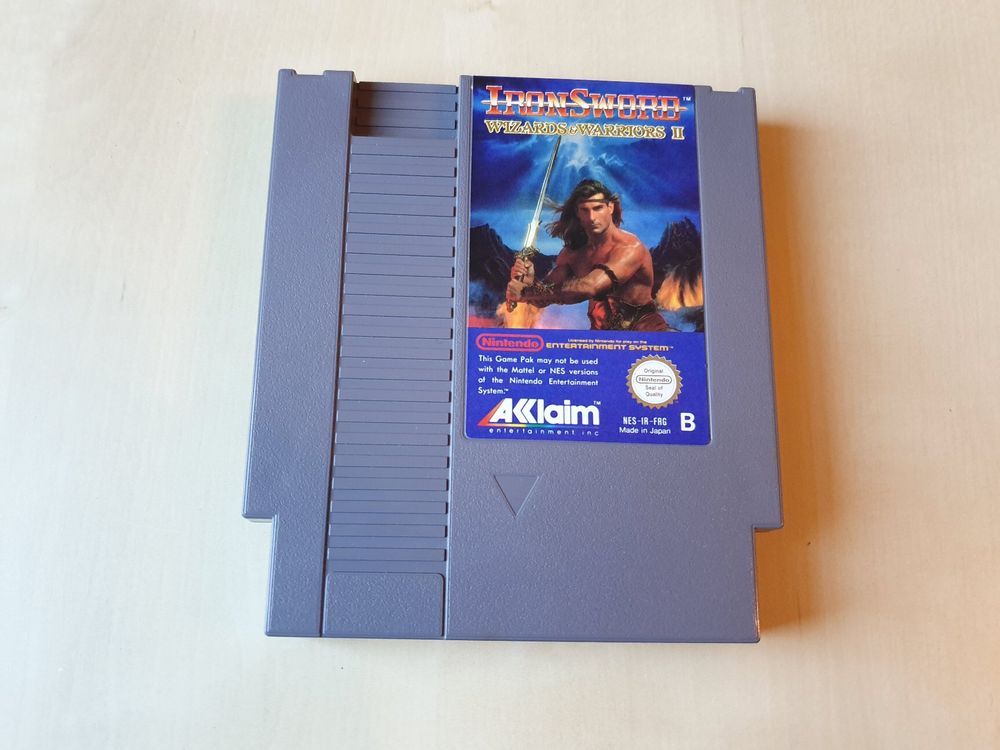 IRONSWORD™
WIZARDS & WARRIORS II
Nintendo
Licensed by Nintendo for play on the
ENTERTAINMENT SYSTEM™
This Game Pak may not be used
with the Mattel or NES versions
of the Nintendo Entertainment
System.™
Original
Nintendo
Seal of
Quality
AKKlaim™
entertainment inc
NES-IR-FRG
Made in Japan
B